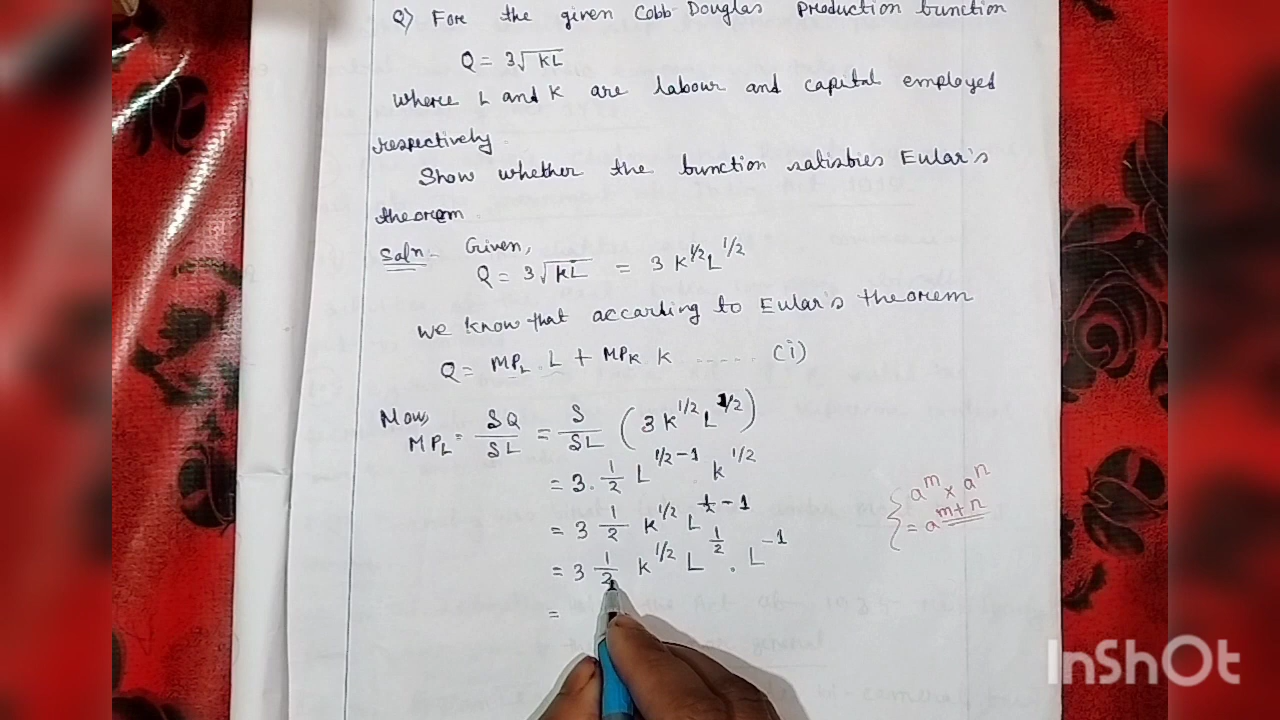 Q) For the given Cobb-Douglas production function
Q = 3√KL
where L and K are labour and capital employed
respectively.
Show whether the function satisfies Eular's
theorem.
Soln - Given,
Q = 3√KL = 3 K^1/2 L^1/2
We know that according to Eular's theorem
Q = MP_L . L + MP_K K ...... (i)
Now,
MP_L = δQ/δL = δ/δL (3 K^1/2 L^1/2)
= 3 . 1/2 L^1/2-1 . K^1/2
= 3 1/2 K^1/2 L^1/2-1
= 3 1/2 K^1/2 L^1/2 . L^-1
=
{ a^m × a^n
= a^m+n
InShOt